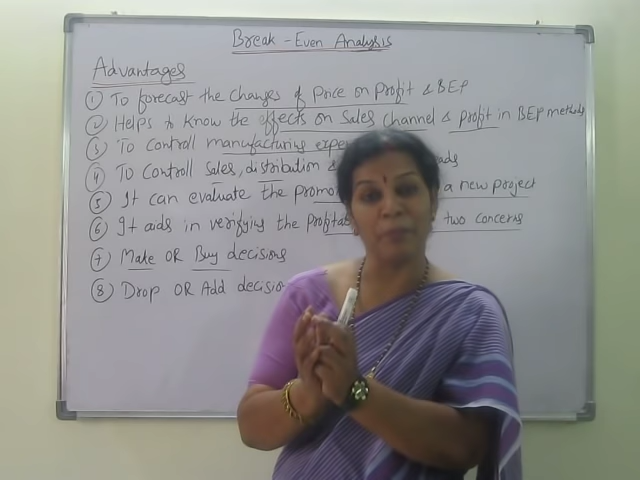 Break-Even Analysis
Advantages
① To forecast the changes of Price on Profit & BEP
② Helps to know the effects on Sales channel & profit in BEP methods
③ To Control manufacturing
④ To Control Sales, distribution &
⑤ It can evaluate the a new project
⑥ It aids in verifying the two concerns
⑦ Make OR Buy decisions
⑧ Drop OR Add